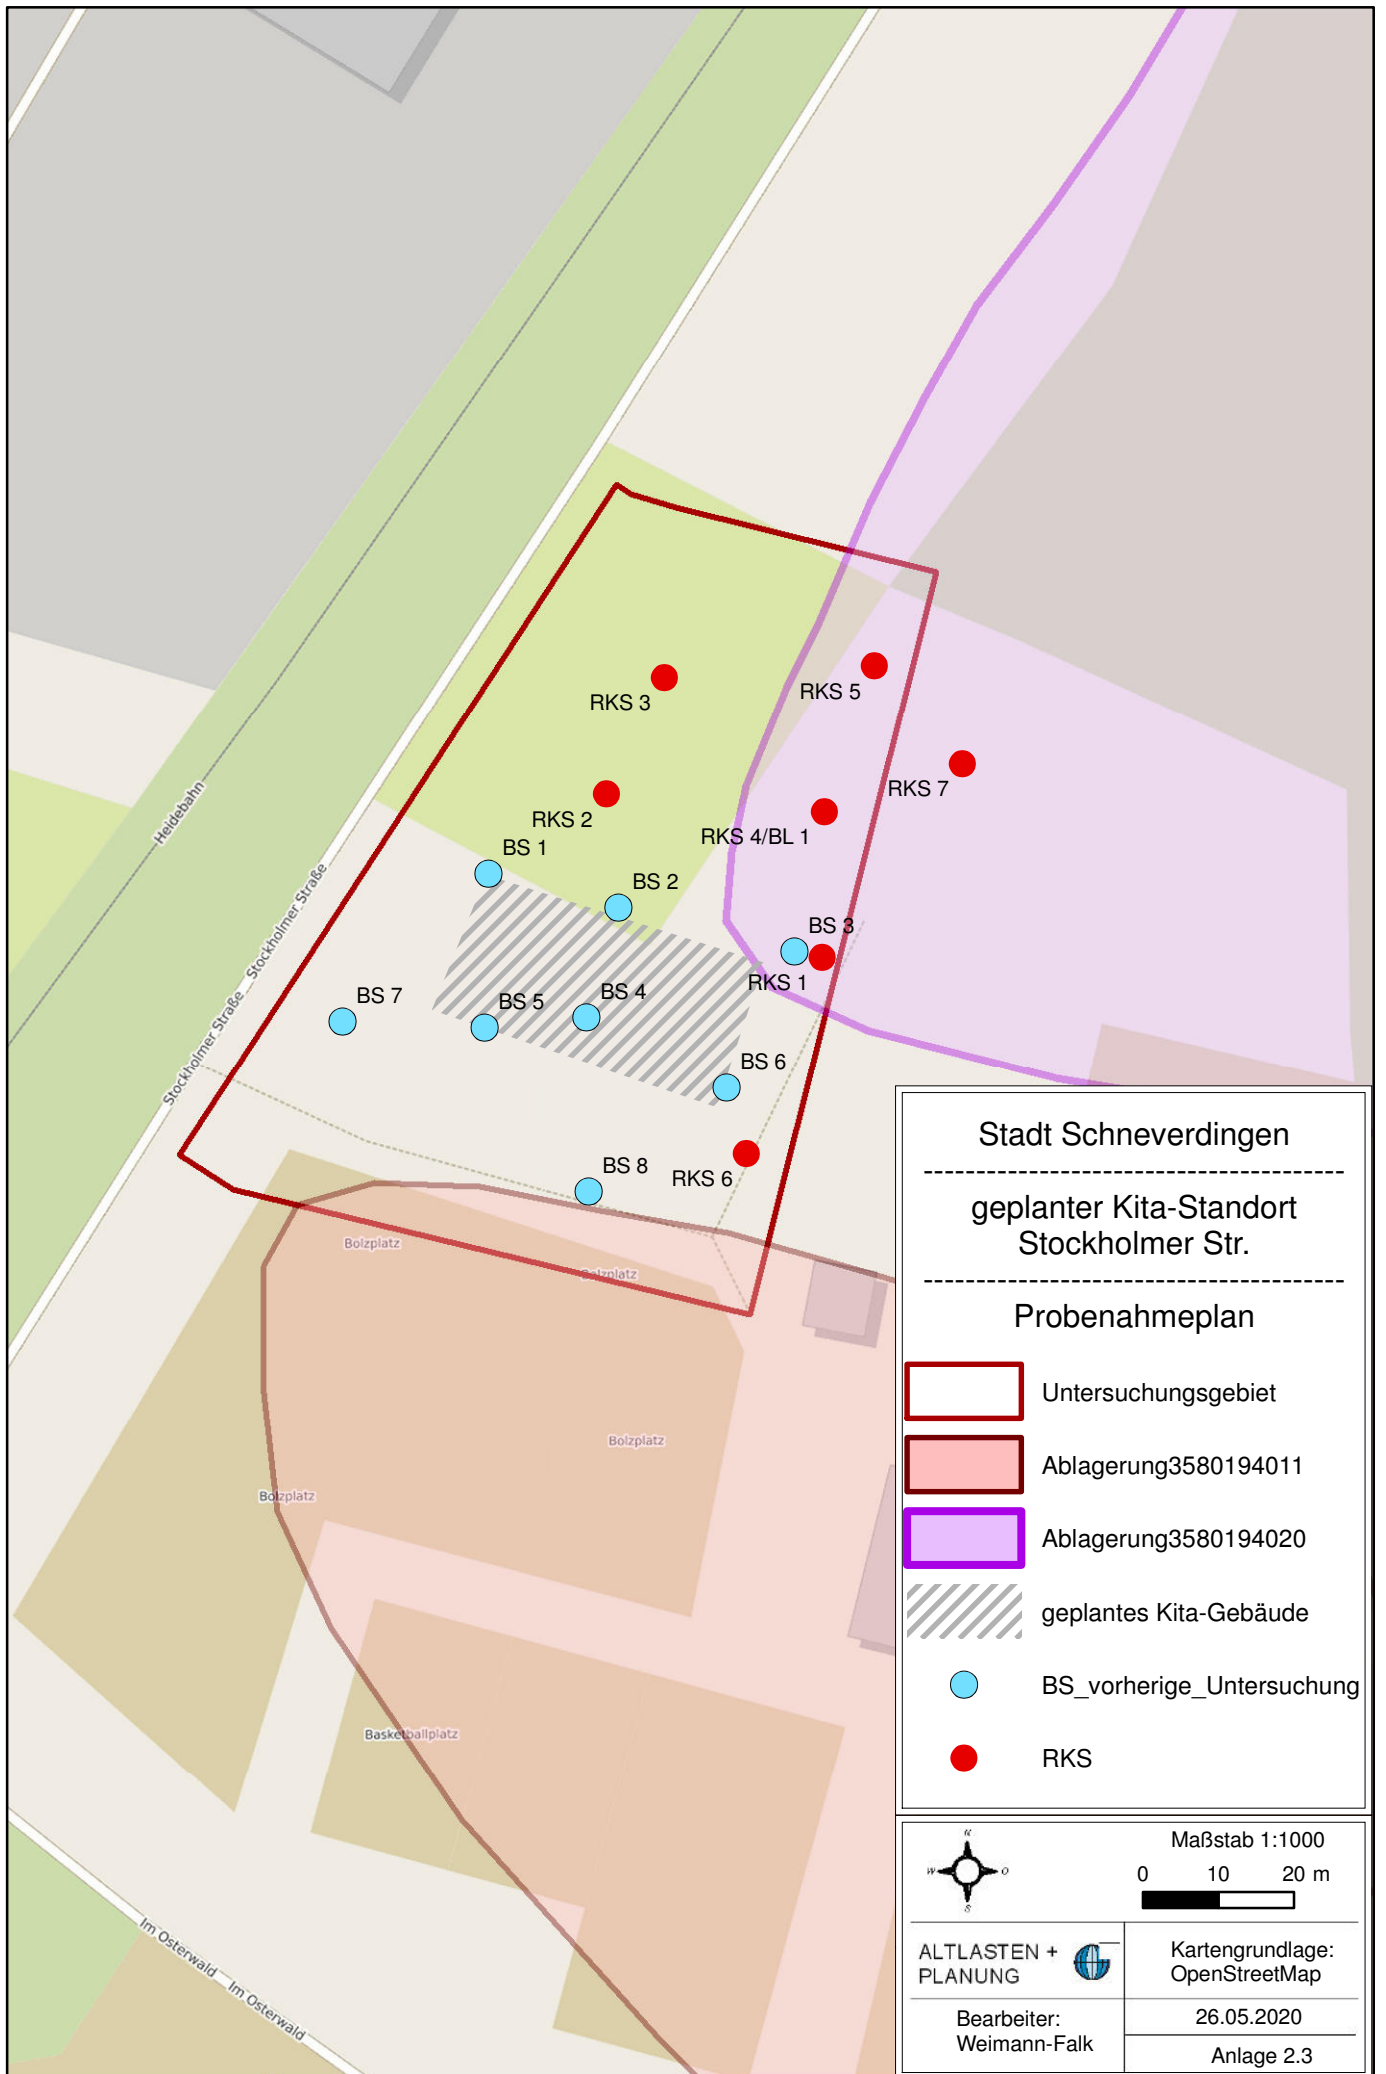 RKS 3
RKS 5
RKS 7
RKS 2
RKS 4/BL 1
Heidebahn
BS 1
BS 2
BS 3
RKS 1
Stockholmer Straße
Stockholmer Straße
BS 7
BS 5
BS 4
BS 6
BS 8
RKS 6
Bolzplatz
Bolzplatz
Bolzplatz
Bolzplatz
Basketballplatz
Im Osterwald
Im Osterwald
Stadt Schneverdingen
geplanter Kita-Standort
Stockholmer Str.
Probenahmeplan
Untersuchungsgebiet
Ablagerung3580194011
Ablagerung3580194020
geplantes Kita-Gebäude
BS_vorherige_Untersuchung
RKS
N
W O
S
Maßstab 1:1000
0 10 20 m
ALTLASTEN +
PLANUNG
Kartengrundlage:
OpenStreetMap
Bearbeiter:
Weimann-Falk
26.05.2020
Anlage 2.3